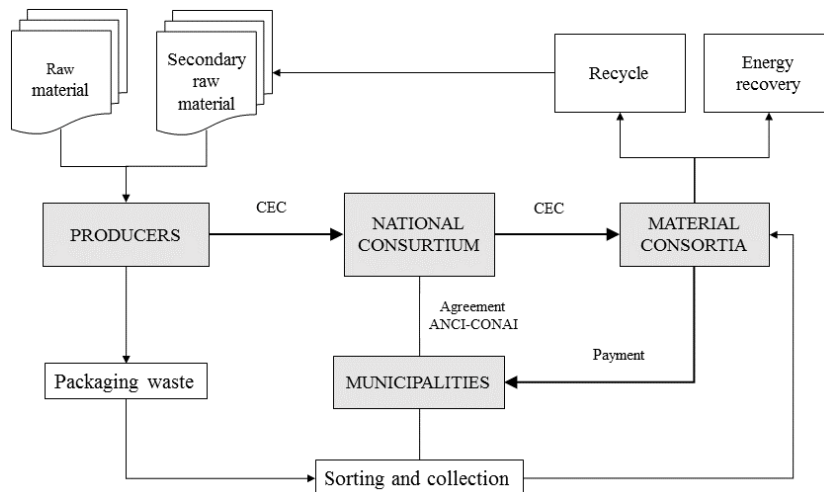 Raw
material
Secondary
raw
material
Recycle
Energy
recovery
CEC
CEC
PRODUCERS
NATIONAL
CONSURTIUM
MATERIAL
CONSORTIA
Agreement
ANCI-CONAI
Payment
Packaging waste
MUNICIPALITIES
Sorting and collection